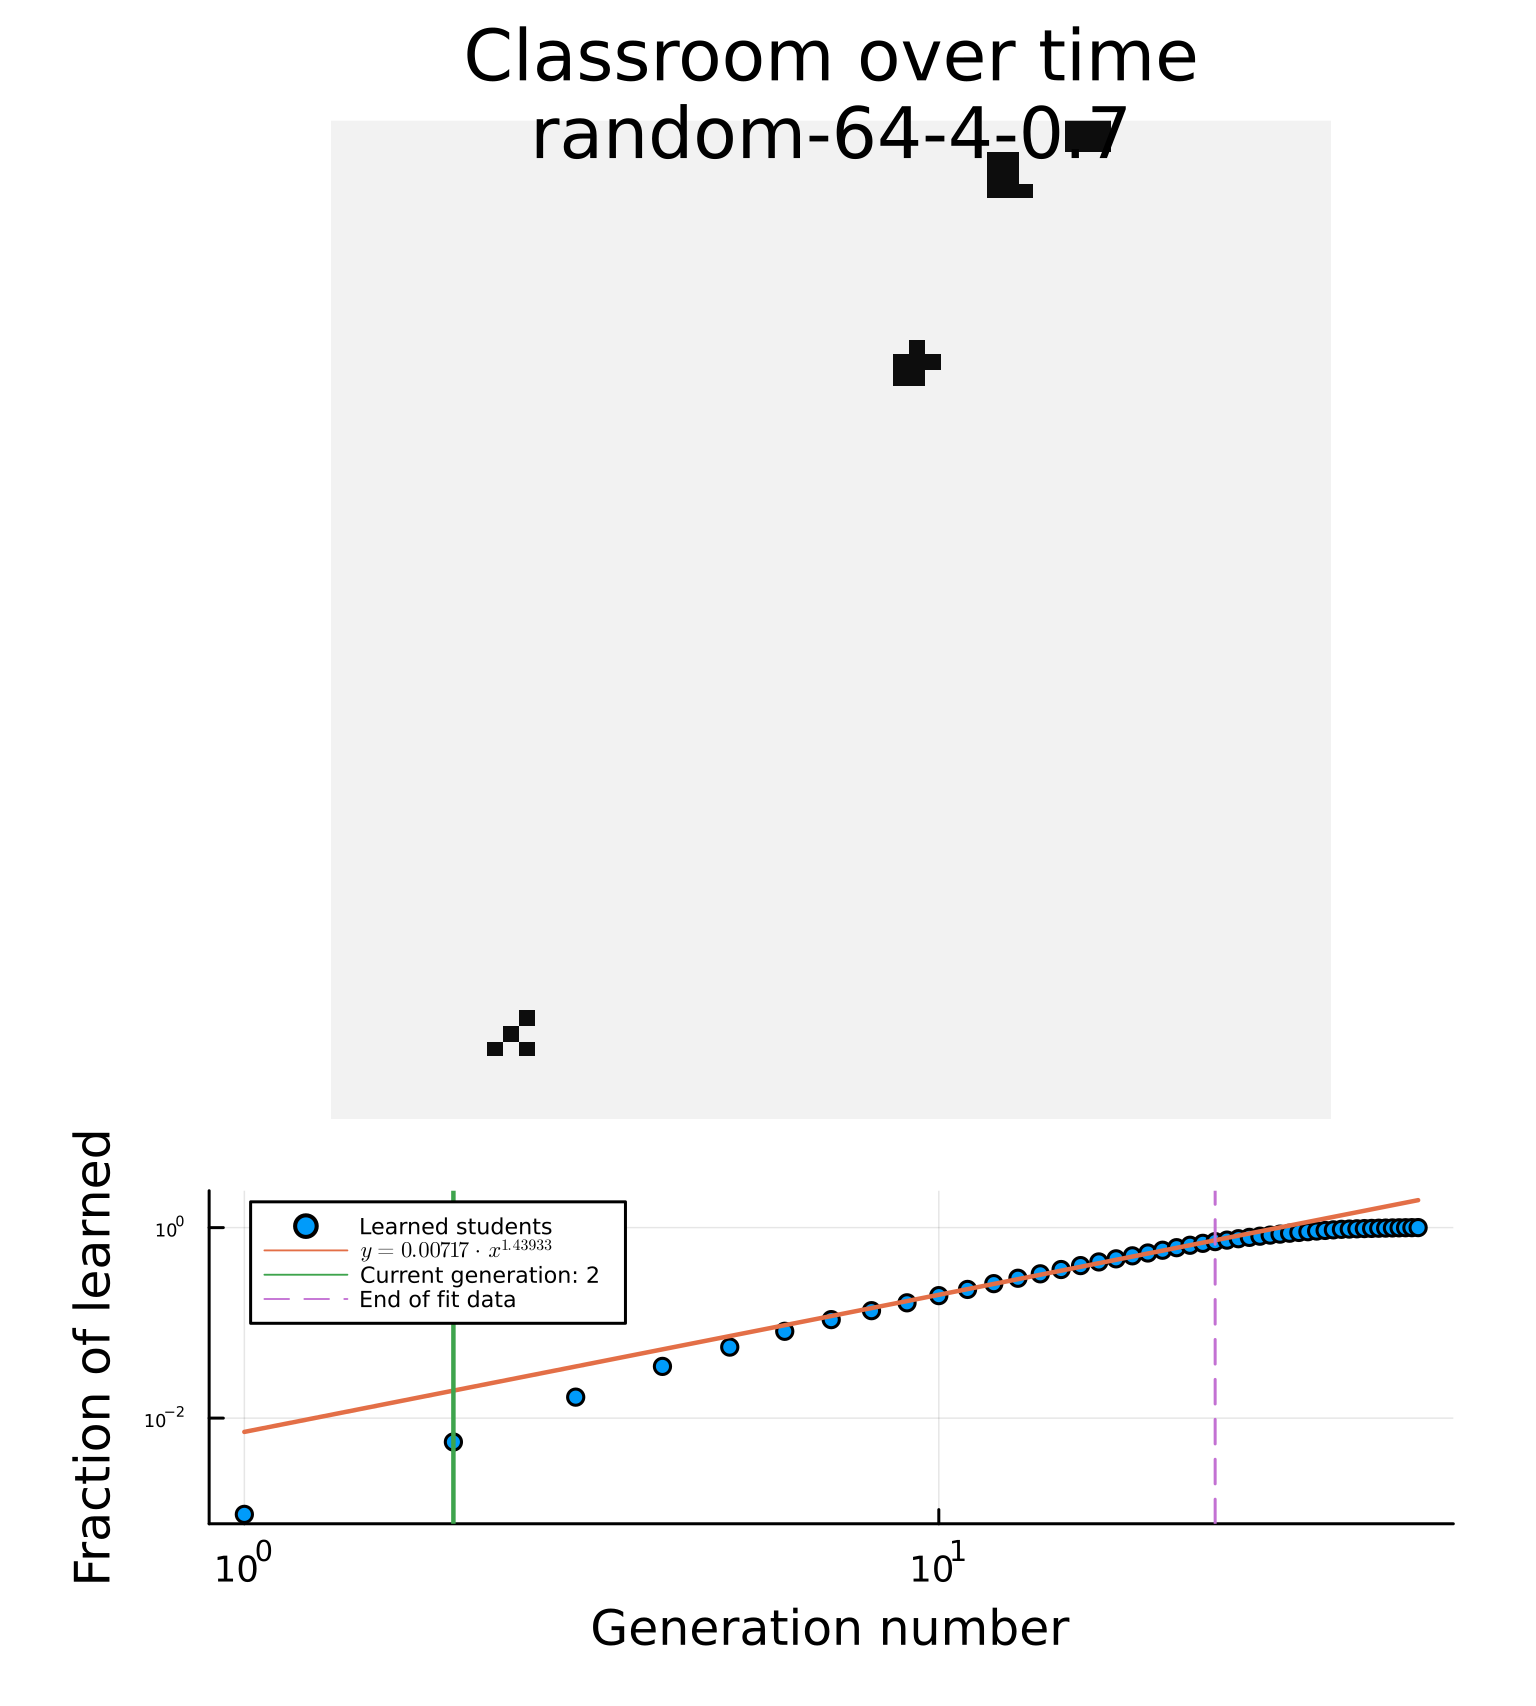 Classroom over time
random-64-4-0.7
Fraction of learned
10^0
10^-2
Learned students
y = 0.00717 · x^1.43933
Current generation: 2
End of fit data
10^0
10^1
Generation number